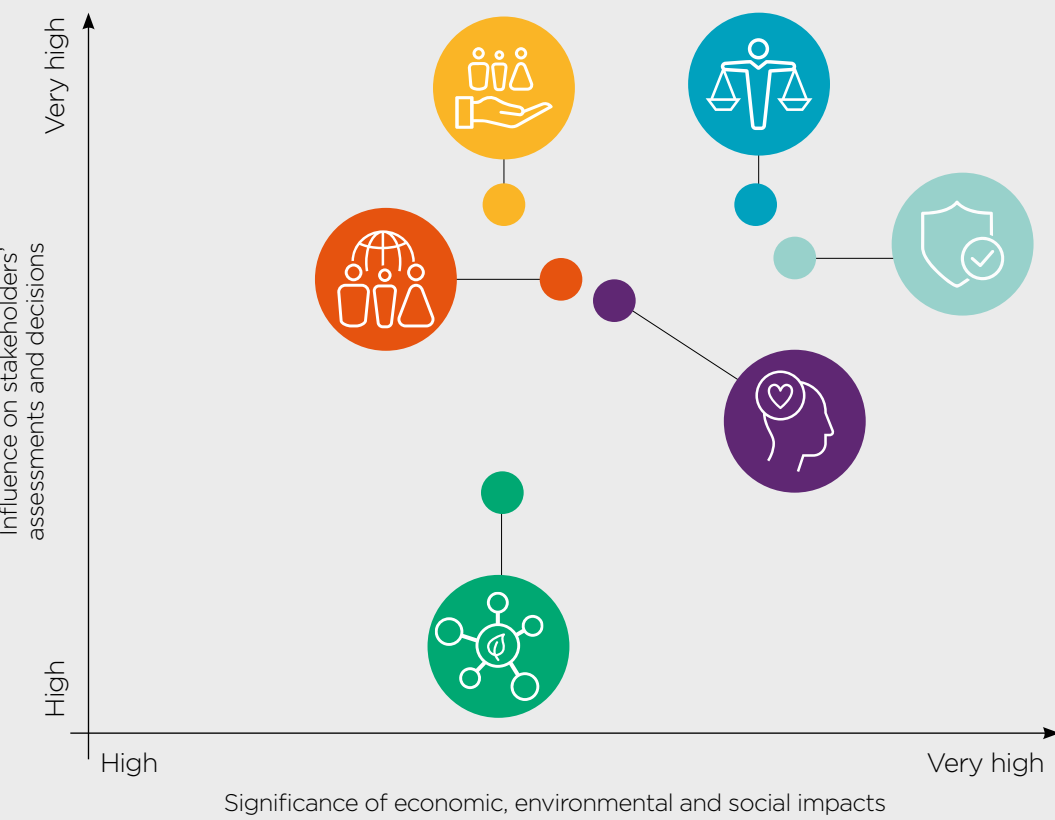 Very high
Influence on stakeholders'
assessments and decisions
High
High
Very high
Significance of economic, environmental and social impacts